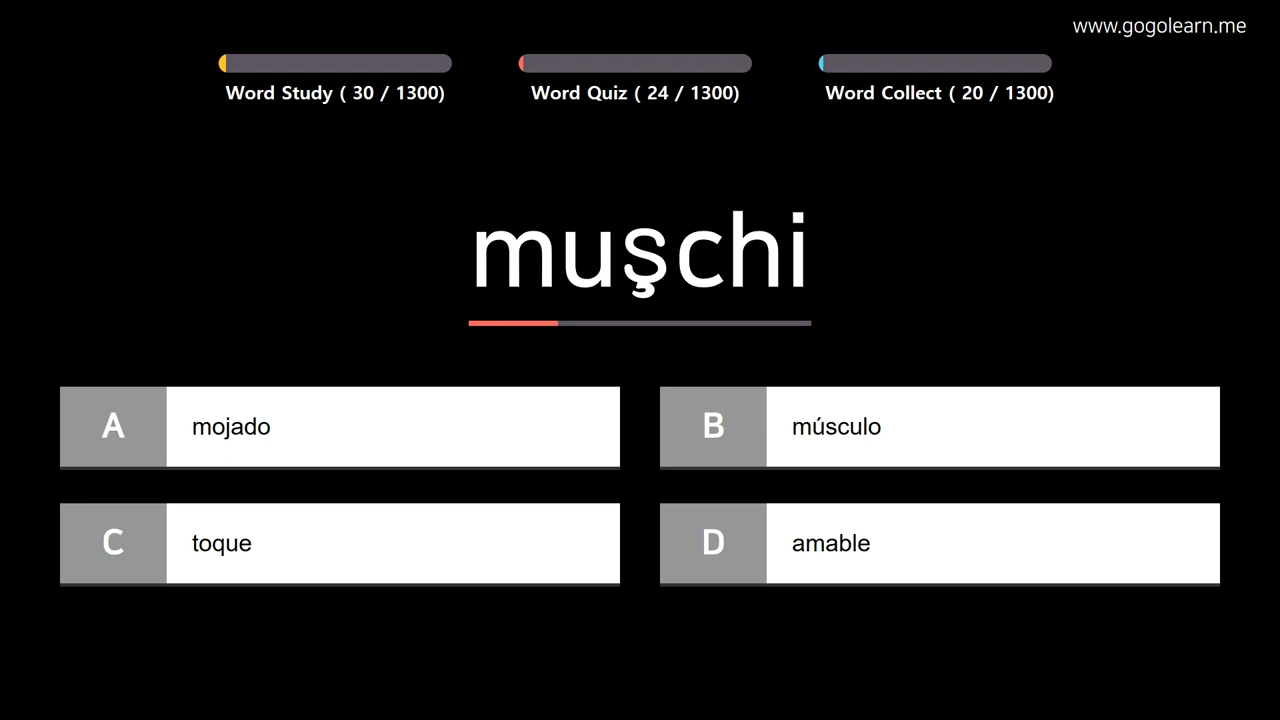 www.gogolearn.me
Word Study ( 30 / 1300)
Word Quiz ( 24 / 1300)
Word Collect ( 20 / 1300)
muşchi
A mojado
B músculo
C toque
D amable